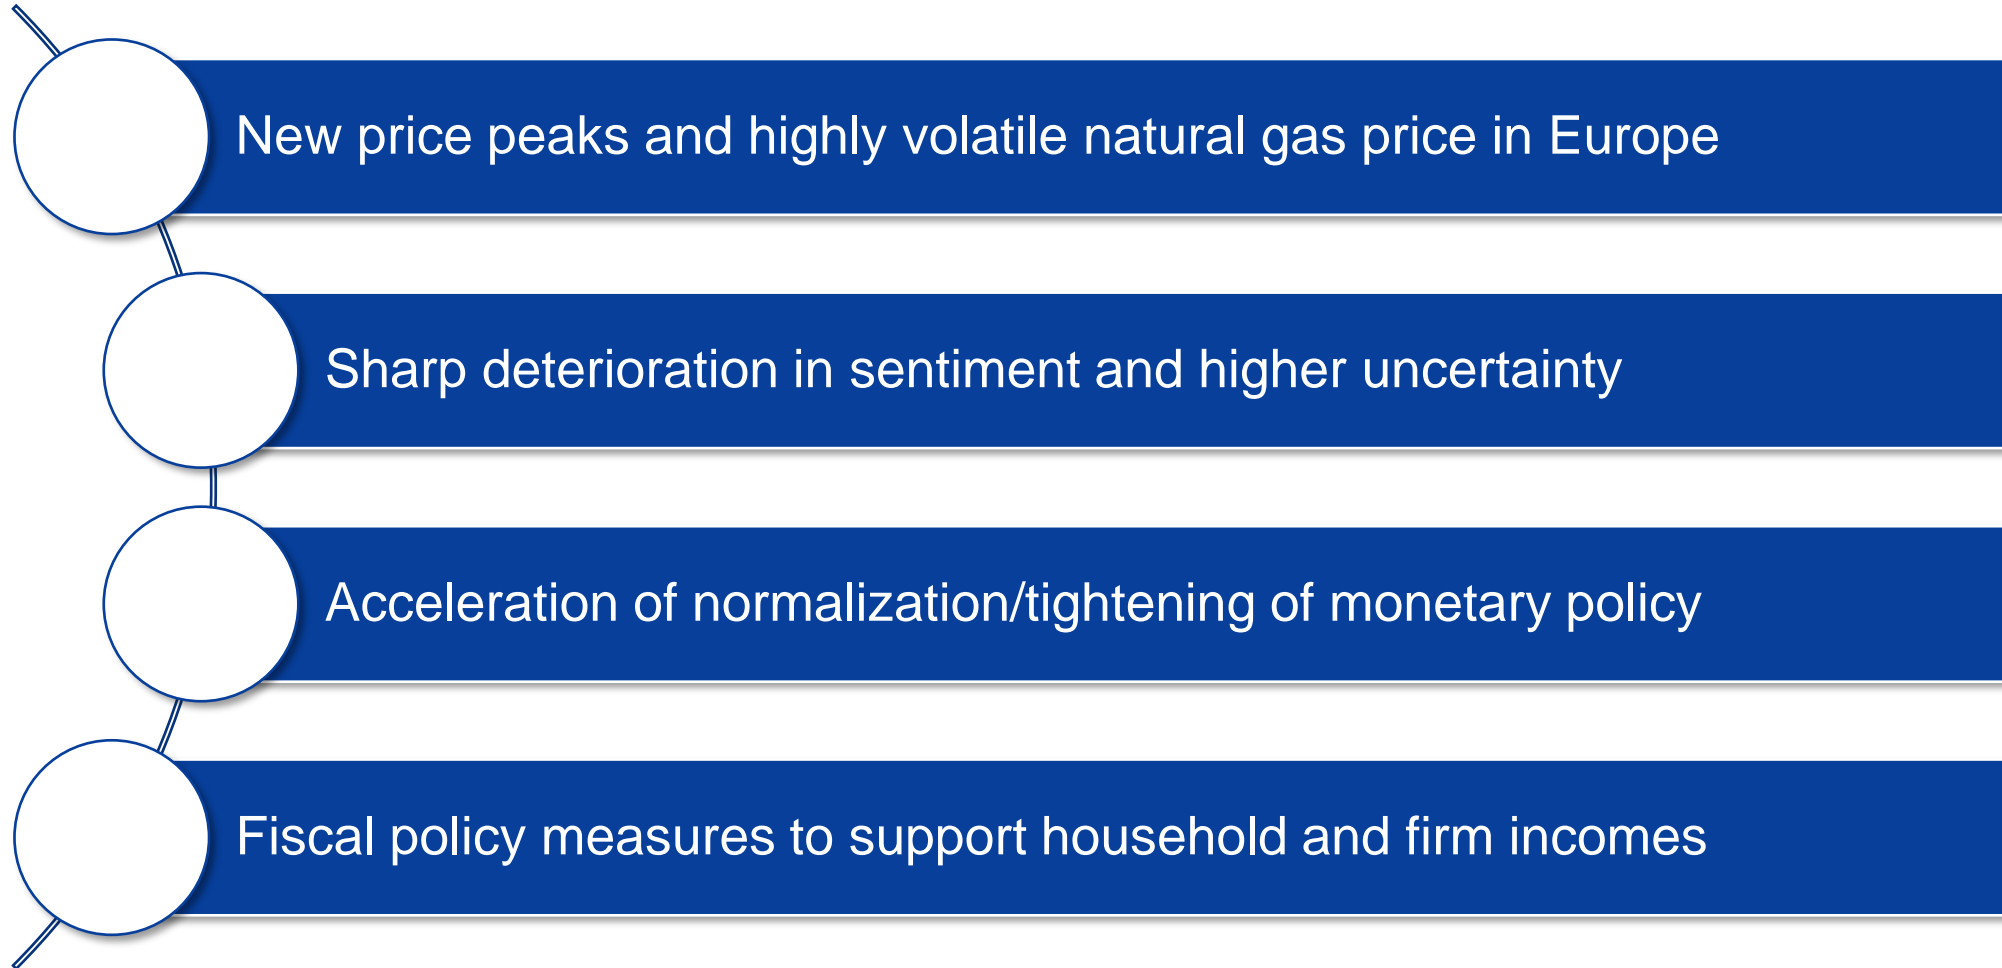 New price peaks and highly volatile natural gas price in Europe
Sharp deterioration in sentiment and higher uncertainty
Acceleration of normalization/tightening of monetary policy
Fiscal policy measures to support household and firm incomes